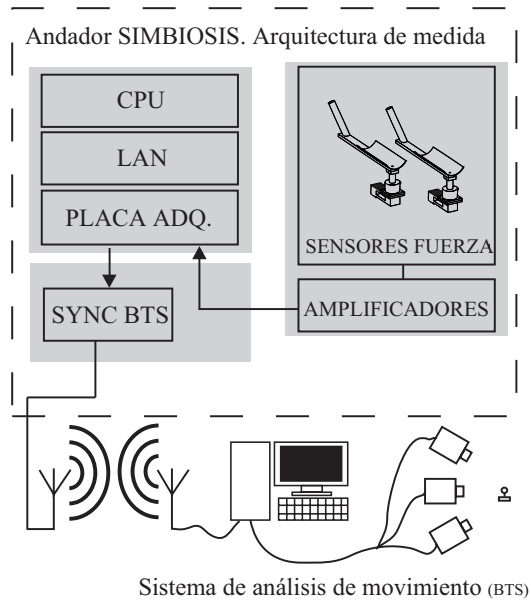 Andador SIMBIOSIS. Arquitectura de medida
CPU
LAN
PLACA ADQ.
SENSORES FUERZA
SYNC BTS
AMPLIFICADORES
Sistema de análisis de movimiento (BTS)